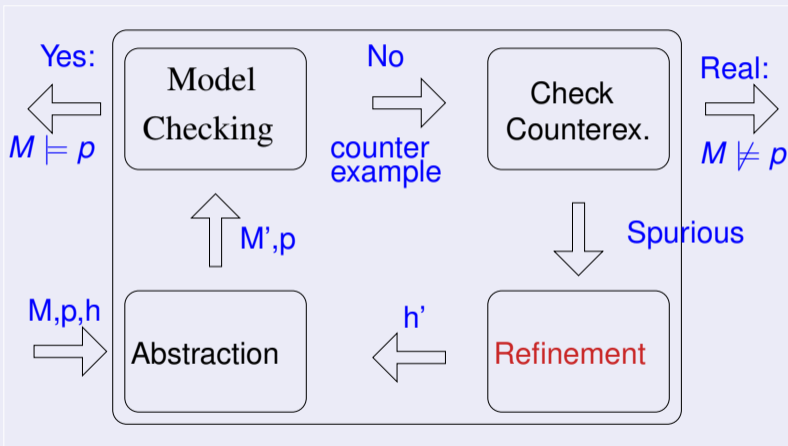 Yes:
M ⊨ p
Model
Checking
No
counter
example
Check
Counterex.
Real:
M ⊭ p
M',p
Spurious
M,p,h
Abstraction
h'
Refinement